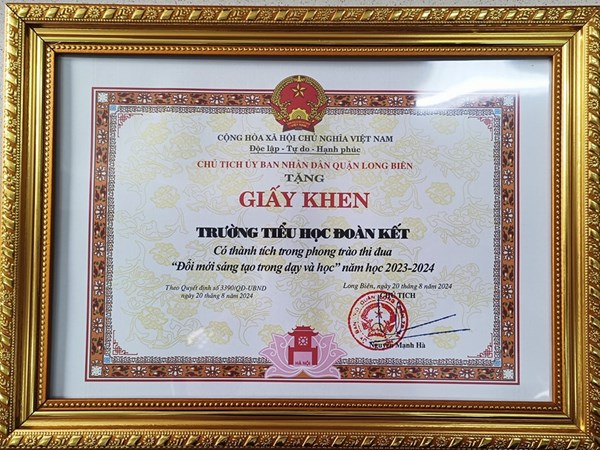 CỘNG HÒA XÃ HỘI CHỦ NGHĨA VIỆT NAM
Độc lập - Tự do - Hạnh phúc
CHỦ TỊCH ỦY BAN NHÂN DÂN QUẬN LONG BIÊN
TẶNG
GIẤY KHEN
TRƯỜNG TIỂU HỌC ĐOÀN KẾT
Có thành tích trong phong trào thi đua
"Đổi mới sáng tạo trong dạy và học" năm học 2023-2024
Theo Quyết định số 3390/QĐ-UBND
ngày 20 tháng 8 năm 2024
Long Biên, ngày 20 tháng 8 năm 2024
CHỦ TỊCH
Nguyễn Mạnh Hà
HÀ NỘI